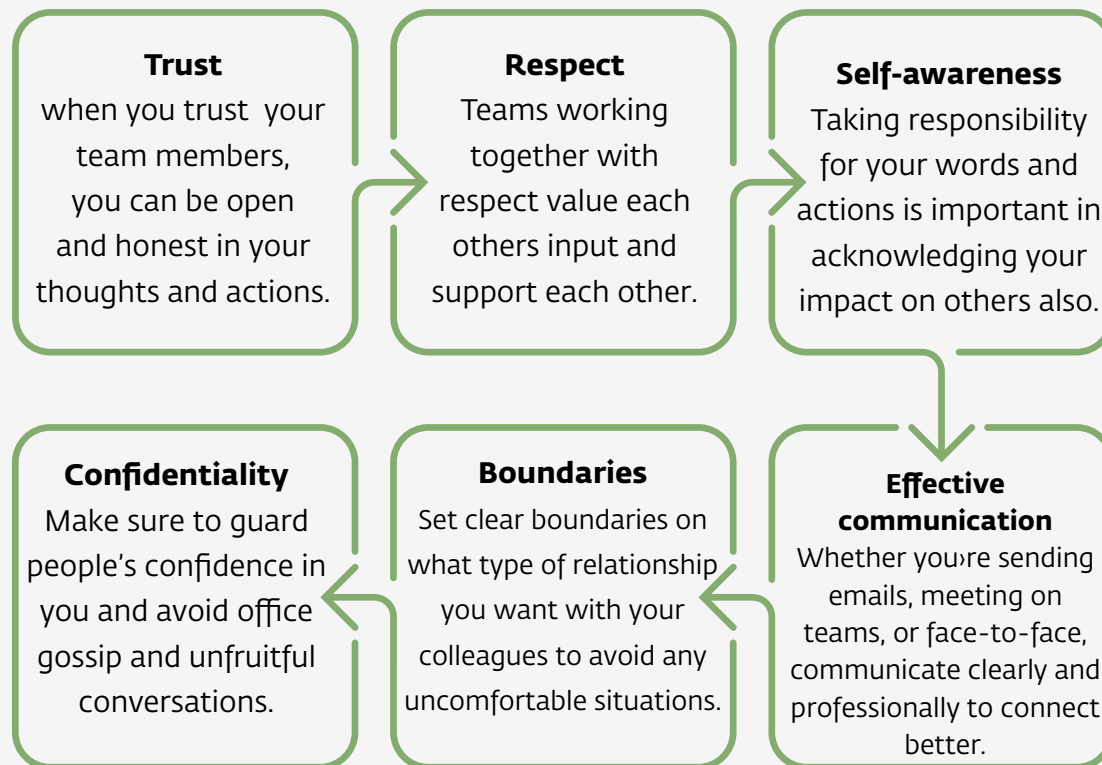 Trust
when you trust your
team members,
you can be open
and honest in your
thoughts and actions.
Respect
Teams working
together with
respect value each
others input and
support each other.
Self-awareness
Taking responsibility
for your words and
actions is important in
acknowledging your
impact on others also.
Effective
communication
Whether you›re sending
emails, meeting on
teams, or face-to-face,
communicate clearly and
professionally to connect
better.
Boundaries
Set clear boundaries on
what type of relationship
you want with your
colleagues to avoid any
uncomfortable situations.
Confidentiality
Make sure to guard
people’s confidence in
you and avoid office
gossip and unfruitful
conversations.